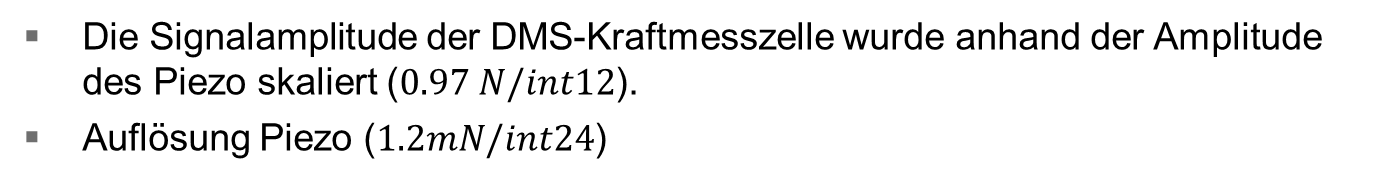 ▪ Die Signalamplitude der DMS-Kraftmesszelle wurde anhand der Amplitude
des Piezo skaliert (0.97 N/int12).
▪ Auflösung Piezo (1.2mN/int24)